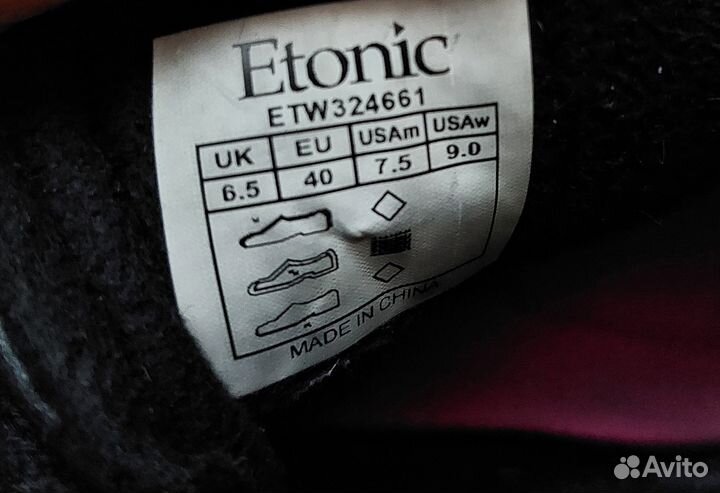 Etonic
ETW324661
UK EU USAm USAw
6.5 40 7.5 9.0
MADE IN CHINA
Avito